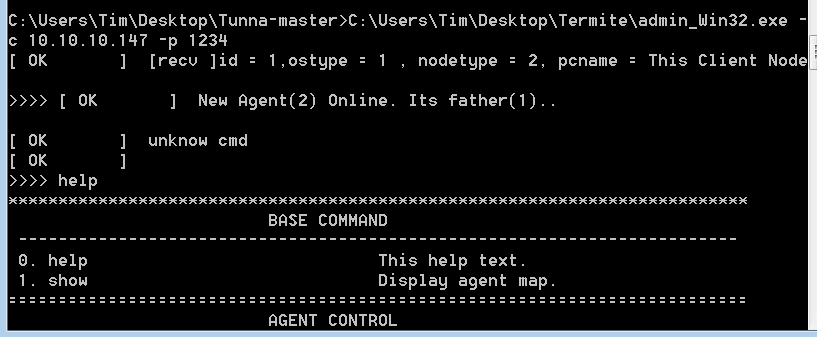 C:\Users\Tim\Desktop\Tunna-master>C:\Users\Tim\Desktop\Termite\admin_Win32.exe -
c 10.10.10.147 -p 1234
[ OK      ]  [recv ]id = 1,ostype = 1 , nodetype = 2, pcname = This Client Node
>>>> [ OK      ]  New Agent(2) Online. Its father(1)..
[ OK      ]  unknow cmd
[ OK      ]
>>>> help
**************************************************************************
BASE COMMAND
------------------------------------------------------------------------
0. help                             This help text.
1. show                             Display agent map.
==========================================================================
AGENT CONTROL